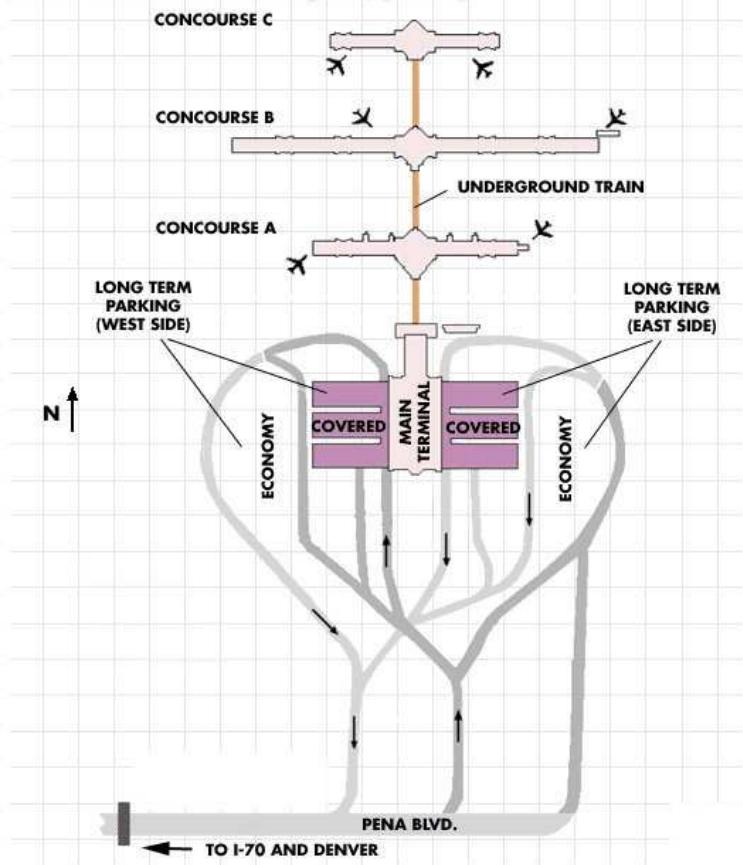 CONCOURSE C
CONCOURSE B
UNDERGROUND TRAIN
CONCOURSE A
LONG TERM
PARKING
(WEST SIDE)
LONG TERM
PARKING
(EAST SIDE)
N
COVERED
MAIN
TERMINAL
COVERED
ECONOMY
ECONOMY
PENA BLVD.
TO I-70 AND DENVER